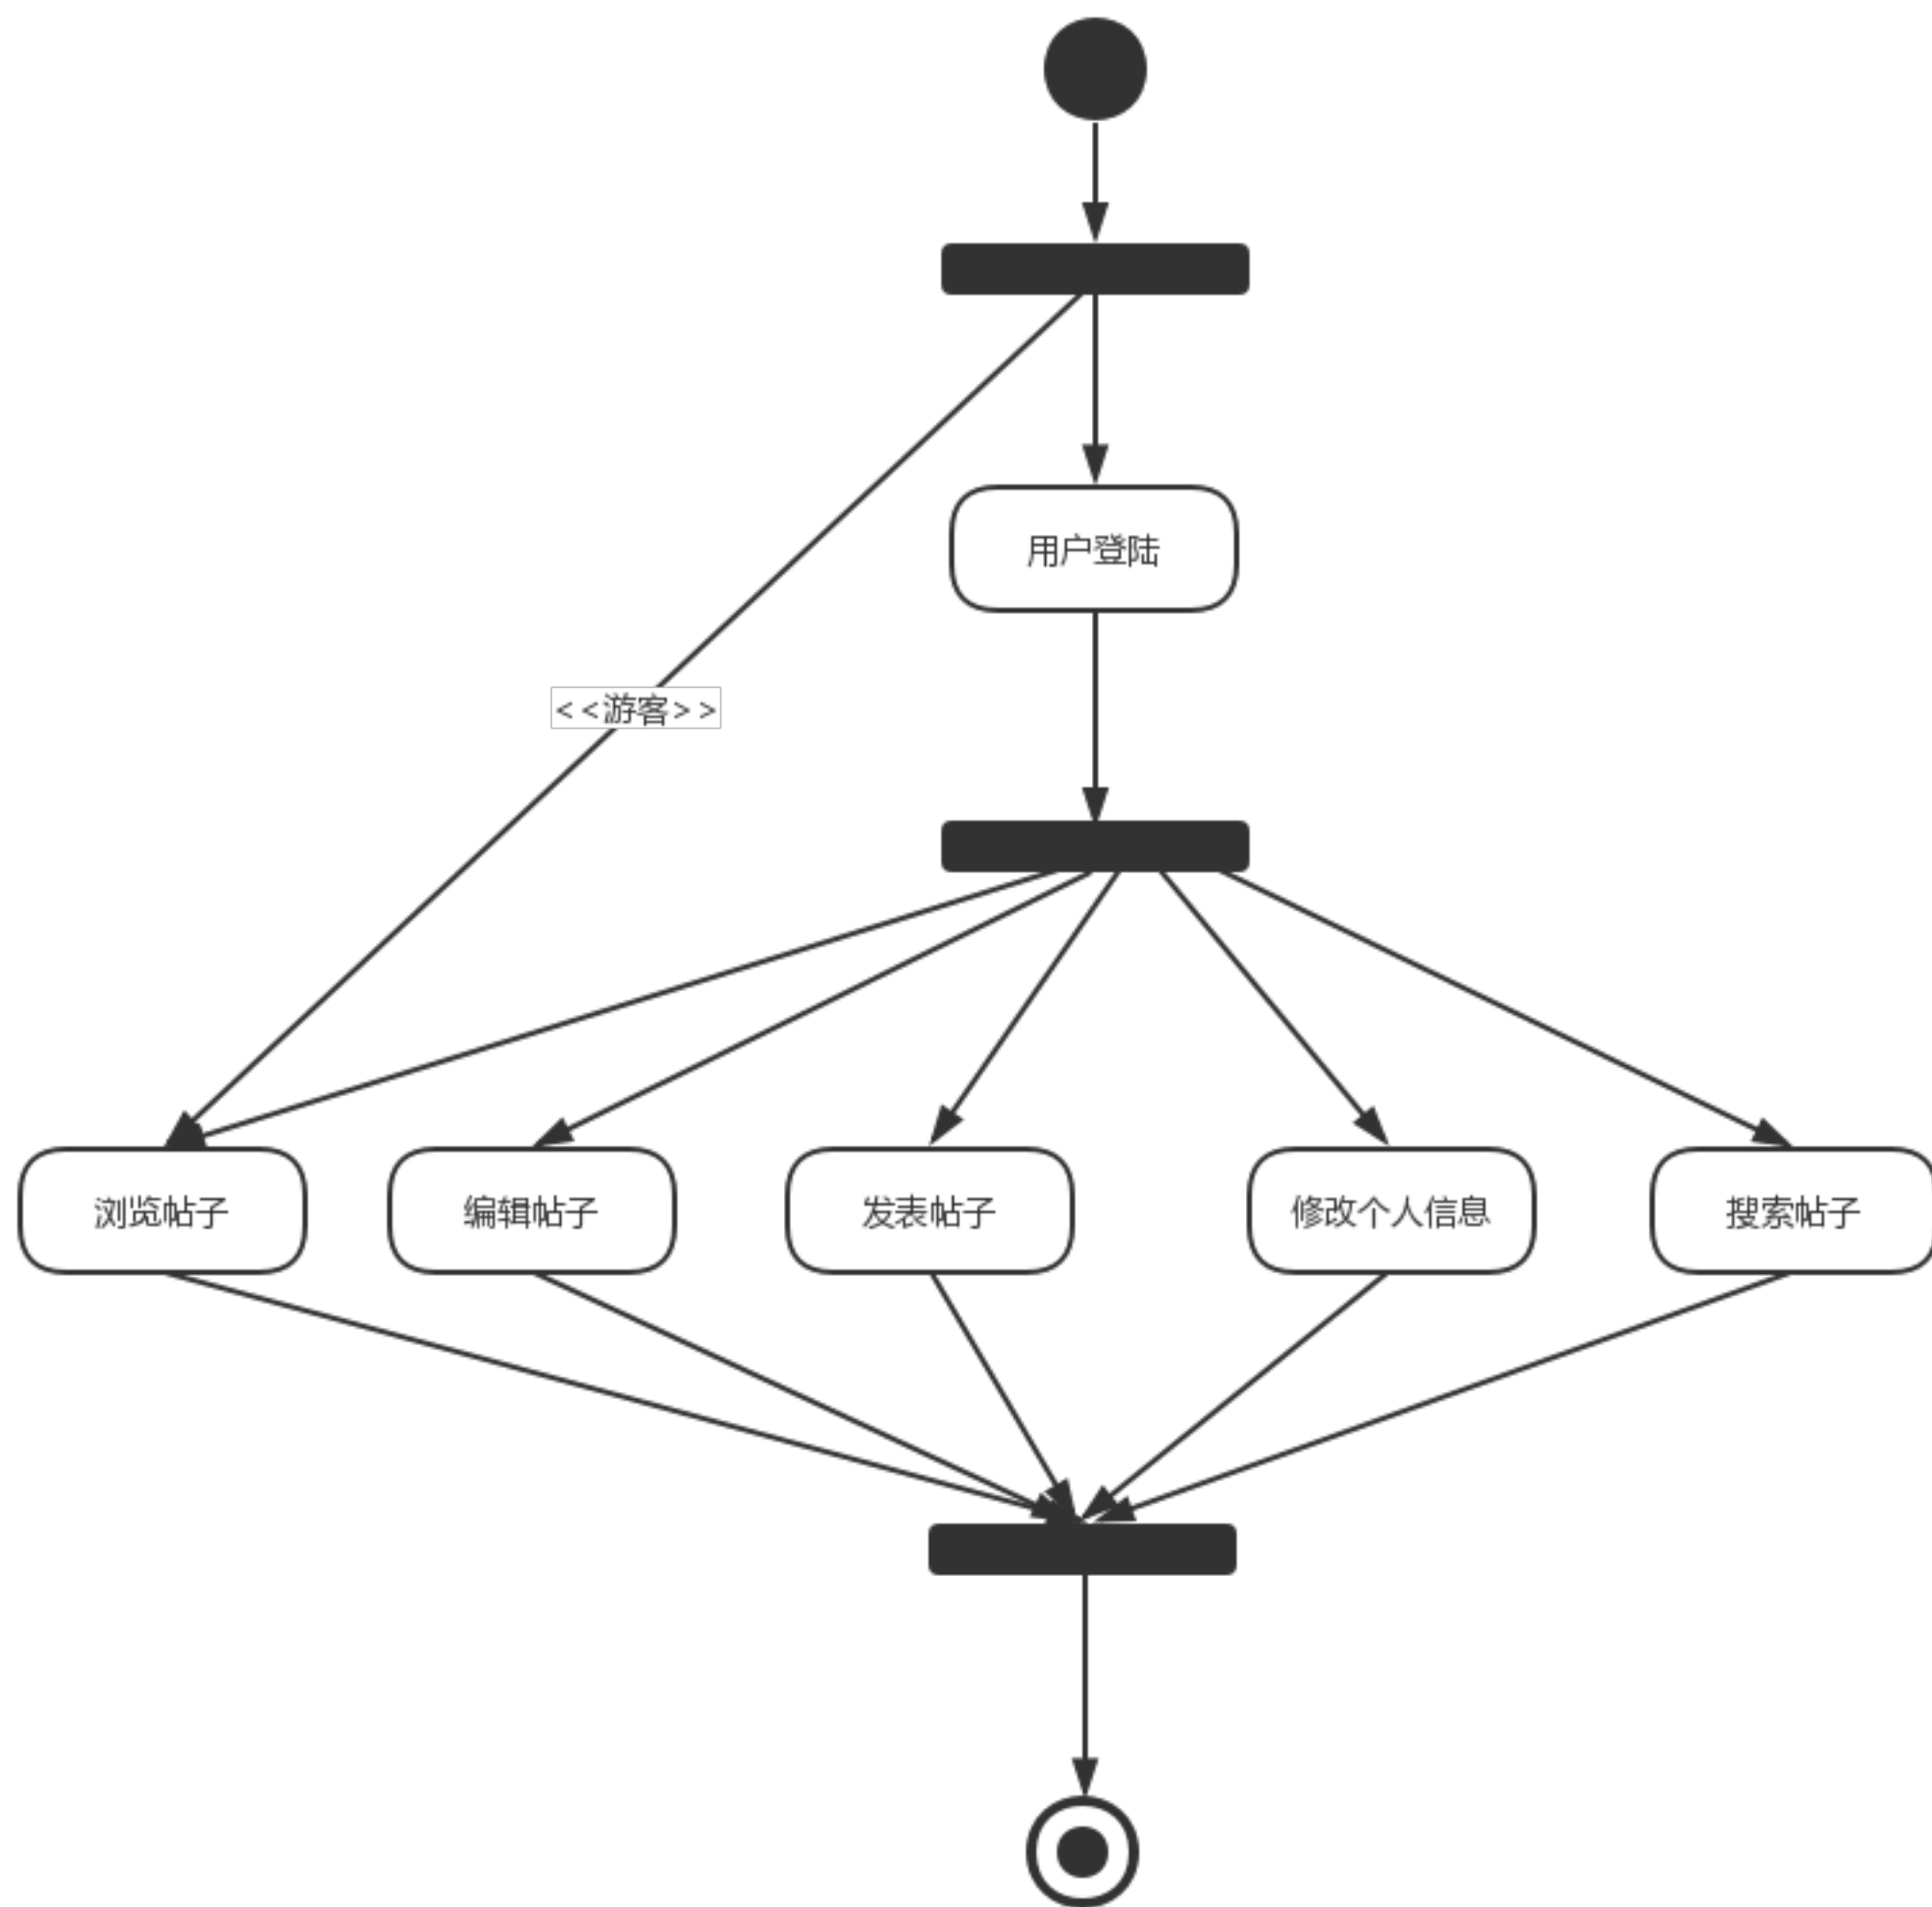 用户登陆
<<游客>>
浏览帖子
编辑帖子
发表帖子
修改个人信息
搜索帖子